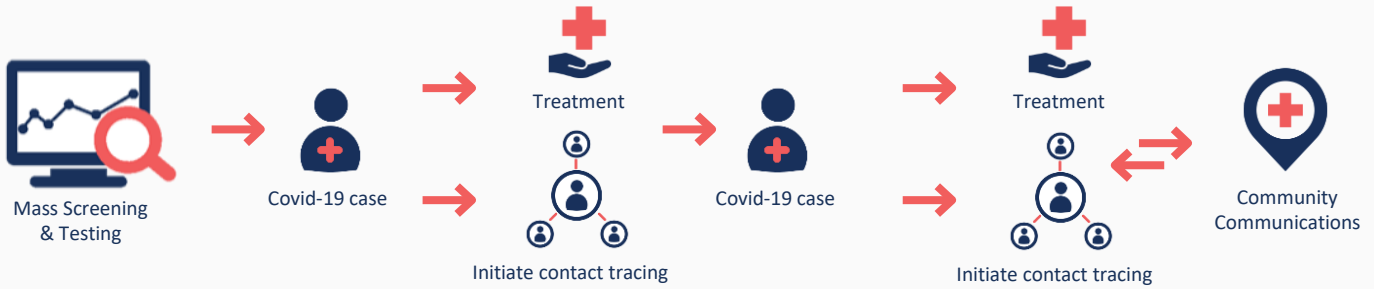 Mass Screening
& Testing
Covid-19 case
Treatment
Initiate contact tracing
Covid-19 case
Treatment
Initiate contact tracing
Community
Communications